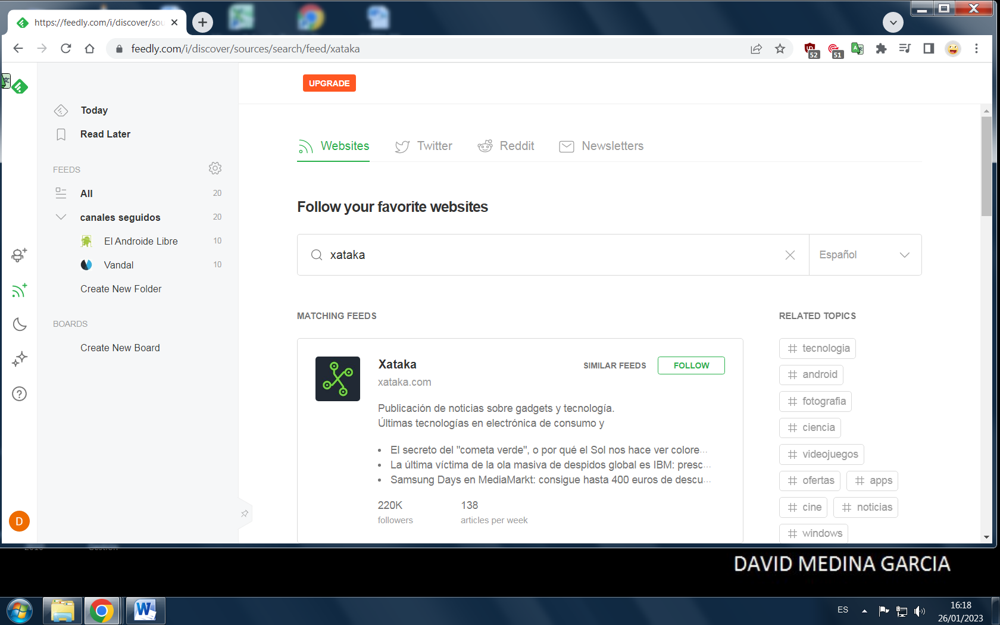 https://feedly.com/i/discover/sou
feedly.com/i/discover/sources/search/feed/xataka
52
51
UPGRADE
Today
Read Later
FEEDS
All 20
canales seguidos 20
El Androide Libre 10
Vandal 10
Create New Folder
BOARDS
Create New Board
D
Websites Twitter Reddit Newsletters
Follow your favorite websites
xataka Español
MATCHING FEEDS
Xataka SIMILAR FEEDS FOLLOW
xataka.com
Publicación de noticias sobre gadgets y tecnología.
Últimas tecnologías en electrónica de consumo y
• El secreto del "cometa verde", o por qué el Sol nos hace ver colore...
• La última víctima de la ola masiva de despidos global es IBM: presc...
• Samsung Days en MediaMarkt: consigue hasta 400 euros de descu...
220K 138
followers articles per week
RELATED TOPICS
# tecnologia
# android
# fotografia
# ciencia
# videojuegos
# ofertas # apps
# cine # noticias
# windows
DAVID MEDINA GARCIA
ES
16:18
26/01/2023